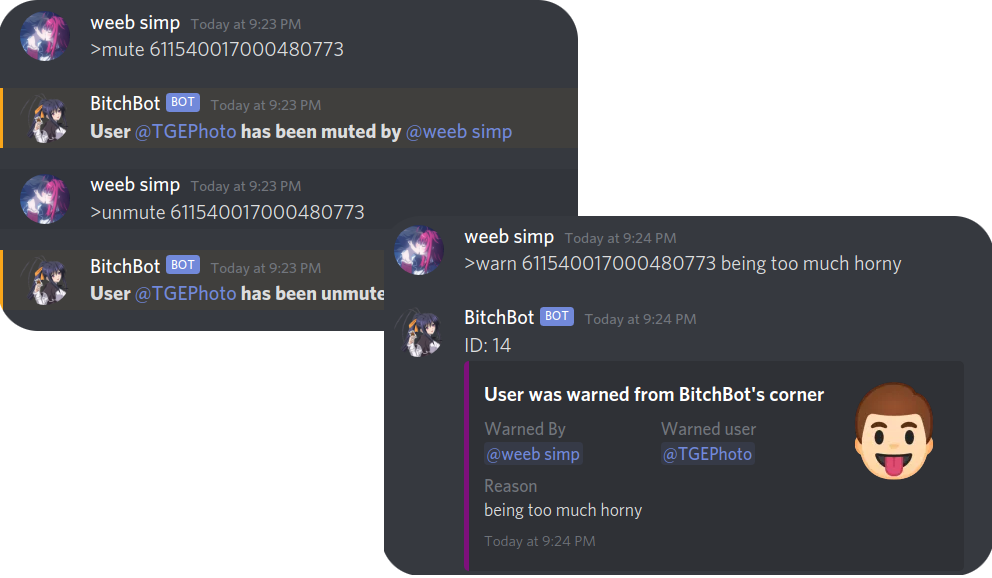 weeb simp Today at 9:23 PM
>mute 611540017000480773
BitchBot BOT Today at 9:23 PM
User @TGEPhoto has been muted by @weeb simp
weeb simp Today at 9:23 PM
>unmute 611540017000480773
BitchBot BOT Today at 9:23 PM
User @TGEPhoto has been unmute
weeb simp Today at 9:24 PM
>warn 611540017000480773 being too much horny
BitchBot BOT Today at 9:24 PM
ID: 14
User was warned from BitchBot's corner
Warned By Warned user
@weeb simp @TGEPhoto
Reason
being too much horny
Today at 9:24 PM